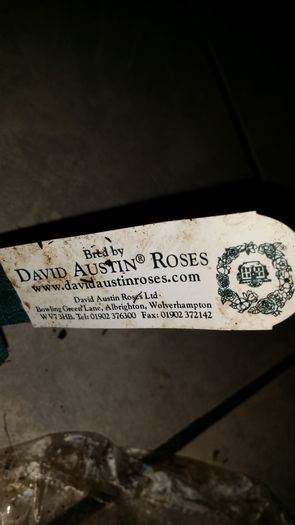 Bred by
DAVID AUSTIN® ROSES
www.davidaustinroses.com
David Austin Roses Ltd
Bowling Green Lane, Albrighton, Wolverhampton
WV7 3HB. Tel: 01902 376300 Fax: 01902 372142